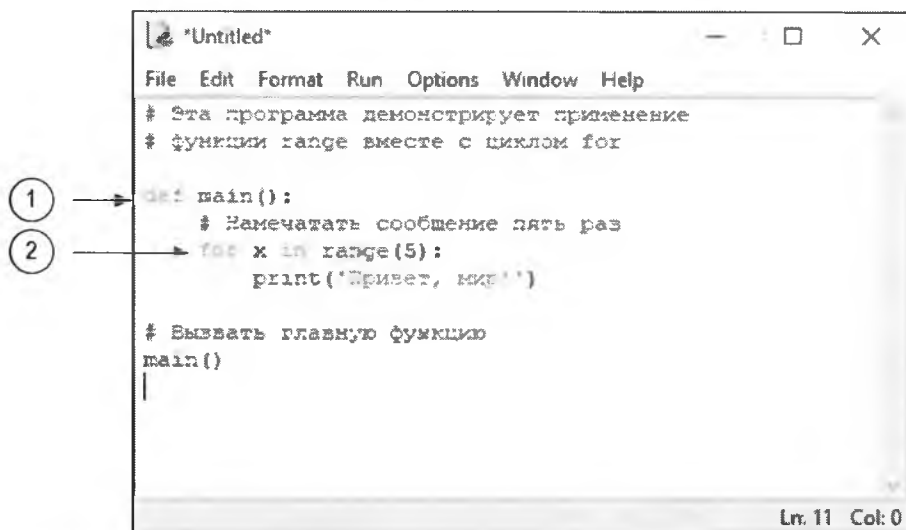 *Untitled*
File Edit Format Run Options Window Help
# Эта программа демонстрирует применение
# функции range вместе с циклом for
1 def main():
# Намечатать сообщение пять раз
2 for x in range(5):
print('Привет, мир!')
# Вызвать главную функцию
main()
Ln: 11 Col: 0